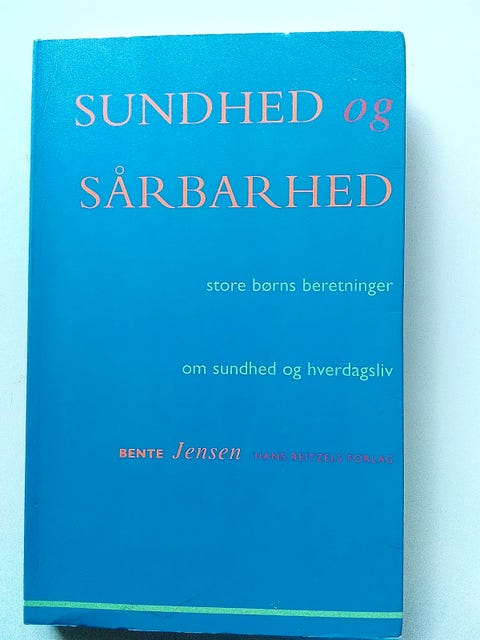 SUNDHED og
SÅRBARHED
store børns beretninger
om sundhed og hverdagsliv
BENTE Jensen HANS REITZELS FORLAG